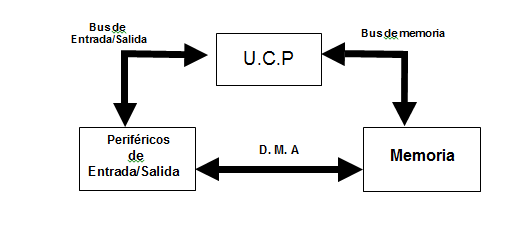 Bus de
Entrada/Salida
U.C.P
Bus de memoria
Periféricos
de
Entrada/Salida
D. M. A
Memoria